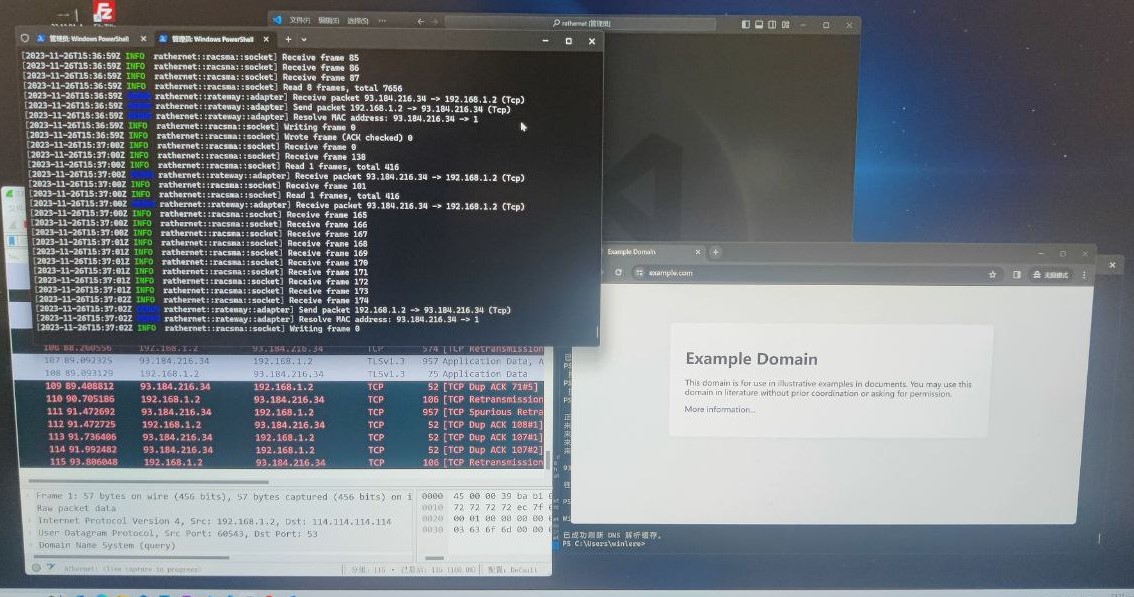 文件(F) 编辑(E) 选择(S) ⋯
rathernet [管理员]
管理员: Windows PowerShell
管理员: Windows PowerShell
[2023-11-26T15:36:59Z INFO rathernet::racsma::socket] Receive frame 85
[2023-11-26T15:36:59Z INFO rathernet::racsma::socket] Receive frame 86
[2023-11-26T15:36:59Z INFO rathernet::racsma::socket] Receive frame 87
[2023-11-26T15:36:59Z INFO rathernet::racsma::socket] Read 8 frames, total 7656
[2023-11-26T15:36:59Z rathernet::rateway::adapter] Receive packet 93.184.216.34 -> 192.168.1.2 (Tcp)
[2023-11-26T15:36:59Z rathernet::rateway::adapter] Send packet 192.168.1.2 -> 93.184.216.34 (Tcp)
[2023-11-26T15:36:59Z rathernet::rateway::adapter] Resolve MAC address: 93.184.216.34 -> 1
[2023-11-26T15:36:59Z INFO rathernet::racsma::socket] Writing frame 0
[2023-11-26T15:37:00Z INFO rathernet::racsma::socket] Wrote frame (ACK checked) 0
[2023-11-26T15:37:00Z INFO rathernet::racsma::socket] Receive frame 0
[2023-11-26T15:37:00Z INFO rathernet::racsma::socket] Receive frame 138
[2023-11-26T15:37:00Z INFO rathernet::racsma::socket] Read 1 frames, total 416
[2023-11-26T15:37:00Z rathernet::rateway::adapter] Receive packet 93.184.216.34 -> 192.168.1.2 (Tcp)
[2023-11-26T15:37:00Z INFO rathernet::racsma::socket] Receive frame 101
[2023-11-26T15:37:00Z INFO rathernet::racsma::socket] Read 1 frames, total 416
[2023-11-26T15:37:00Z rathernet::rateway::adapter] Receive packet 93.184.216.34 -> 192.168.1.2 (Tcp)
[2023-11-26T15:37:00Z INFO rathernet::racsma::socket] Receive frame 165
[2023-11-26T15:37:00Z INFO rathernet::racsma::socket] Receive frame 166
[2023-11-26T15:37:00Z INFO rathernet::racsma::socket] Receive frame 167
[2023-11-26T15:37:01Z INFO rathernet::racsma::socket] Receive frame 168
[2023-11-26T15:37:01Z INFO rathernet::racsma::socket] Receive frame 169
[2023-11-26T15:37:01Z INFO rathernet::racsma::socket] Receive frame 170
[2023-11-26T15:37:01Z INFO rathernet::racsma::socket] Receive frame 171
[2023-11-26T15:37:01Z INFO rathernet::racsma::socket] Receive frame 172
[2023-11-26T15:37:01Z INFO rathernet::racsma::socket] Receive frame 173
[2023-11-26T15:37:02Z INFO rathernet::racsma::socket] Receive frame 174
[2023-11-26T15:37:02Z rathernet::rateway::adapter] Send packet 192.168.1.2 -> 93.184.216.34 (Tcp)
[2023-11-26T15:37:02Z rathernet::rateway::adapter] Resolve MAC address: 93.184.216.34 -> 1
[2023-11-26T15:37:02Z INFO rathernet::racsma::socket] Writing frame 0
106 88.260556 192.168.1.2 93.184.216.34 574 [TCP Retransmission
107 89.092325 93.184.216.34 192.168.1.2 TLSv1.3 957 Application Data, A
108 89.093129 93.184.216.34 192.168.1.2 TLSv1.3 75 Application Data
109 89.408812 93.184.216.34 192.168.1.2 TCP 52 [TCP Dup ACK 71#5]
110 90.705186 93.184.216.34 192.168.1.2 TCP 106 [TCP Retransmission
111 91.472692 93.184.216.34 192.168.1.2 TCP 957 [TCP Spurious Retra
112 91.472725 192.168.1.2 93.184.216.34 TCP 52 [TCP Dup ACK 108#1]
113 91.736406 93.184.216.34 192.168.1.2 TCP 52 [TCP Dup ACK 107#1]
114 91.992482 93.184.216.34 192.168.1.2 TCP 52 [TCP Dup ACK 107#2]
115 93.806048 192.168.1.2 93.184.216.34 TCP 106 [TCP Retransmission
Frame 1: 57 bytes on wire (456 bits), 57 bytes captured (456 bits) on i
Raw packet data
Internet Protocol Version 4, Src: 192.168.1.2, Dst: 114.114.114.114
User Datagram Protocol, Src Port: 60543, Dst Port: 53
Domain Name System (query)
0000 45 00 00 39 ba b1
0010 72 72 72 72 ec 7f
0020 00 01 00 00 00 00
0030 03 63 6f 6d 00 00
rathernet: <live capture in progress>
分组: 115 • 已显示: 115 (100.0%)
配置: Default
Example Domain
example.com
无痕模式
Example Domain
This domain is for use in illustrative examples in documents. You may use this
domain in literature without prior coordination or asking for permission.
More information...
已成功刷新 DNS 解析缓存。
PS C:\Users\winlere>